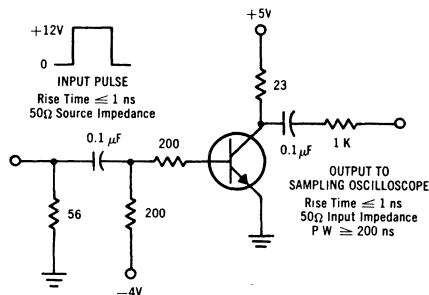 +5V
+12V
0
INPUT PULSE
Rise Time ≦ 1 ns
50Ω Source Impedance
23
0.1 μF
200
0.1 μF
1 K
OUTPUT TO
SAMPLING OSCILLOSCOPE
Rise Time ≦ 1 ns
50Ω Input Impedance
P W ≧ 200 ns
56
200
—4V